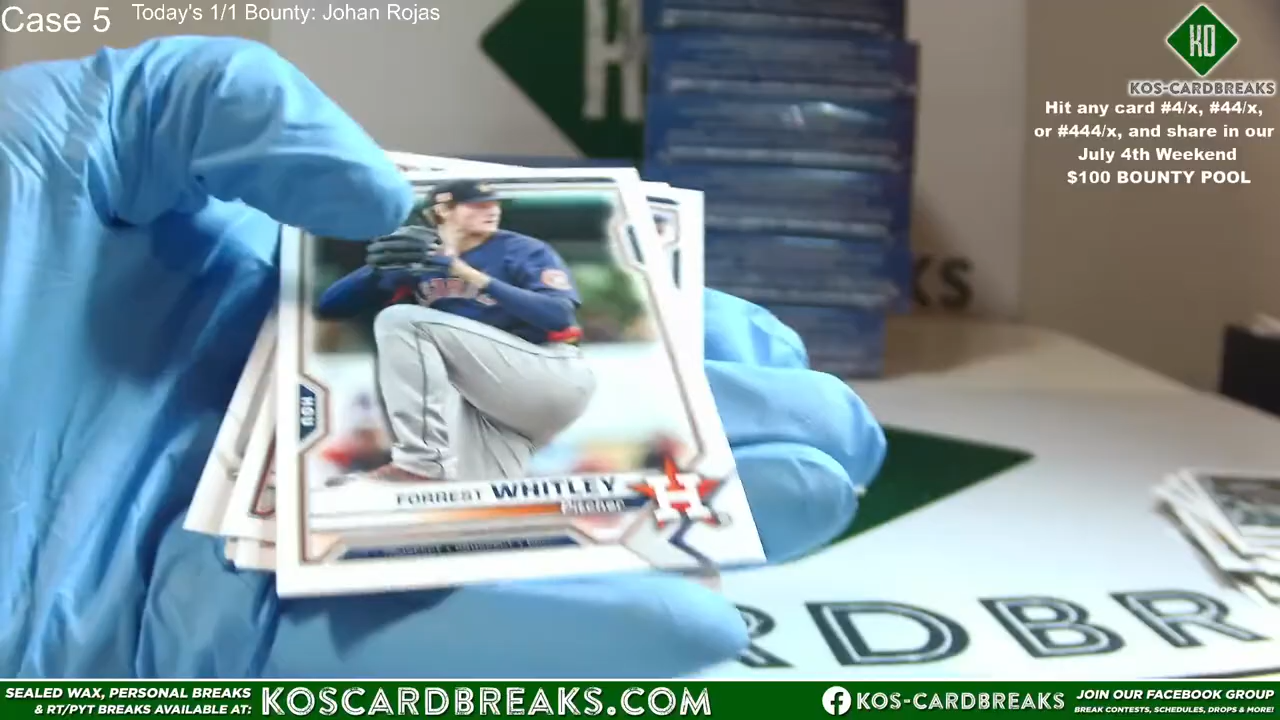 Case 5
Today's 1/1 Bounty: Johan Rojas
KO
KOS-CARDBREAKS
Hit any card #4/x, #44/x,
or #444/x, and share in our
July 4th Weekend
$100 BOUNTY POOL
K
KS
HOU
FORREST WHITLEY
PITCHER
H
RDBR
SEALED WAX, PERSONAL BREAKS
& RT/PYT BREAKS AVAILABLE AT:
KOSCARDBREAKS.COM
KOS-CARDBREAKS
JOIN OUR FACEBOOK GROUP
BREAK CONTESTS, SCHEDULES, DROPS & MORE!